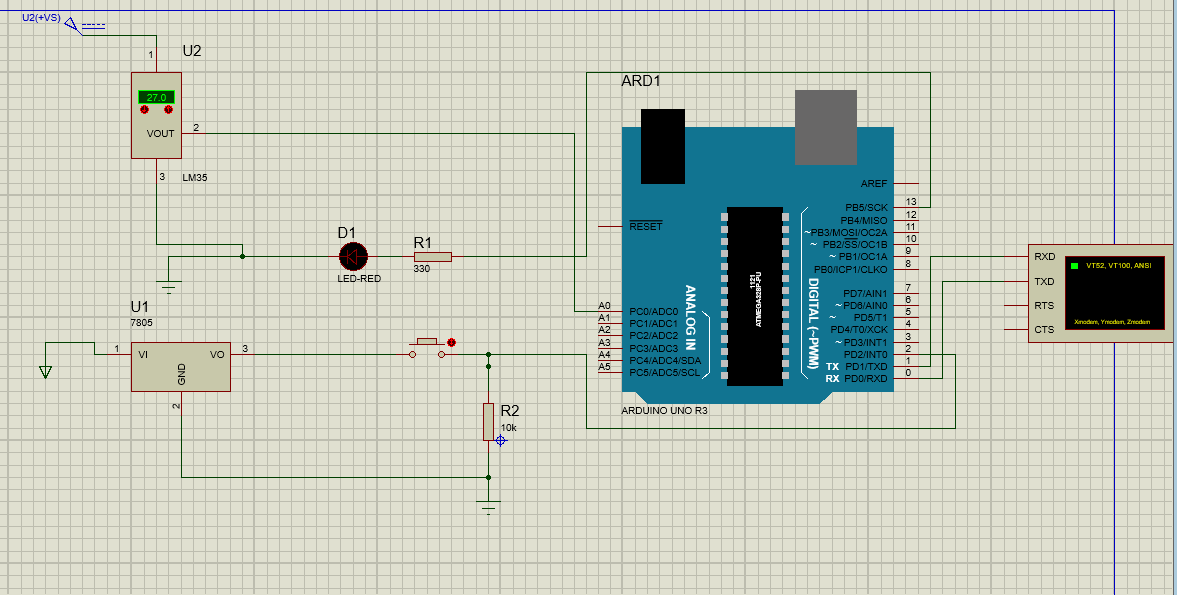 U2(+VS)
U2
1
27.0
VOUT
2
3
LM35
D1
LED-RED
R1
330
U1
7805
1
VI
VO
3
GND
2
R2
10k
ARD1
RESET
AREF
PB5/SCK
13
PB4/MISO
12
~PB3/MOSI/OC2A
11
~ PB2/SS/OC1B
10
~ PB1/OC1A
9
PB0/ICP1/CLKO
8
PD7/AIN1
7
~ PD6/AIN0
6
~ PD5/T1
5
PD4/T0/XCK
4
~ PD3/INT1
3
PD2/INT0
2
TX PD1/TXD
1
RX PD0/RXD
0
A0
PC0/ADC0
A1
PC1/ADC1
A2
PC2/ADC2
A3
PC3/ADC3
A4
PC4/ADC4/SDA
A5
PC5/ADC5/SCL
ANALOG IN
1121
ATMEGA328P-PU
DIGITAL (~PWM)
ARDUINO UNO R3
RXD
TXD
RTS
CTS
VT52, VT100, ANSI
Xmodem, Ymodem, Zmodem